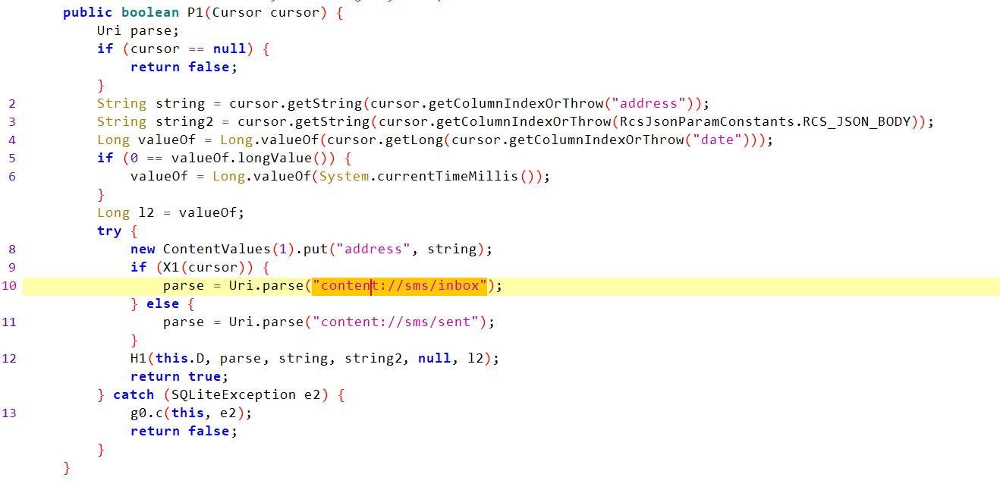 public boolean P1(Cursor cursor) {
Uri parse;
if (cursor == null) {
return false;
}
2 String string = cursor.getString(cursor.getColumnIndexOrThrow("address"));
3 String string2 = cursor.getString(cursor.getColumnIndexOrThrow(RcsJsonParamConstants.RCS_JSON_BODY));
4 Long valueOf = Long.valueOf(cursor.getLong(cursor.getColumnIndexOrThrow("date")));
5 if (0 == valueOf.longValue()) {
6 valueOf = Long.valueOf(System.currentTimeMillis());
}
Long l2 = valueOf;
try {
8 new ContentValues(1).put("address", string);
9 if (X1(cursor)) {
10 parse = Uri.parse("content://sms/inbox");
} else {
11 parse = Uri.parse("content://sms/sent");
}
12 H1(this.D, parse, string, string2, null, l2);
return true;
} catch (SQLiteException e2) {
13 g0.c(this, e2);
return false;
}
}